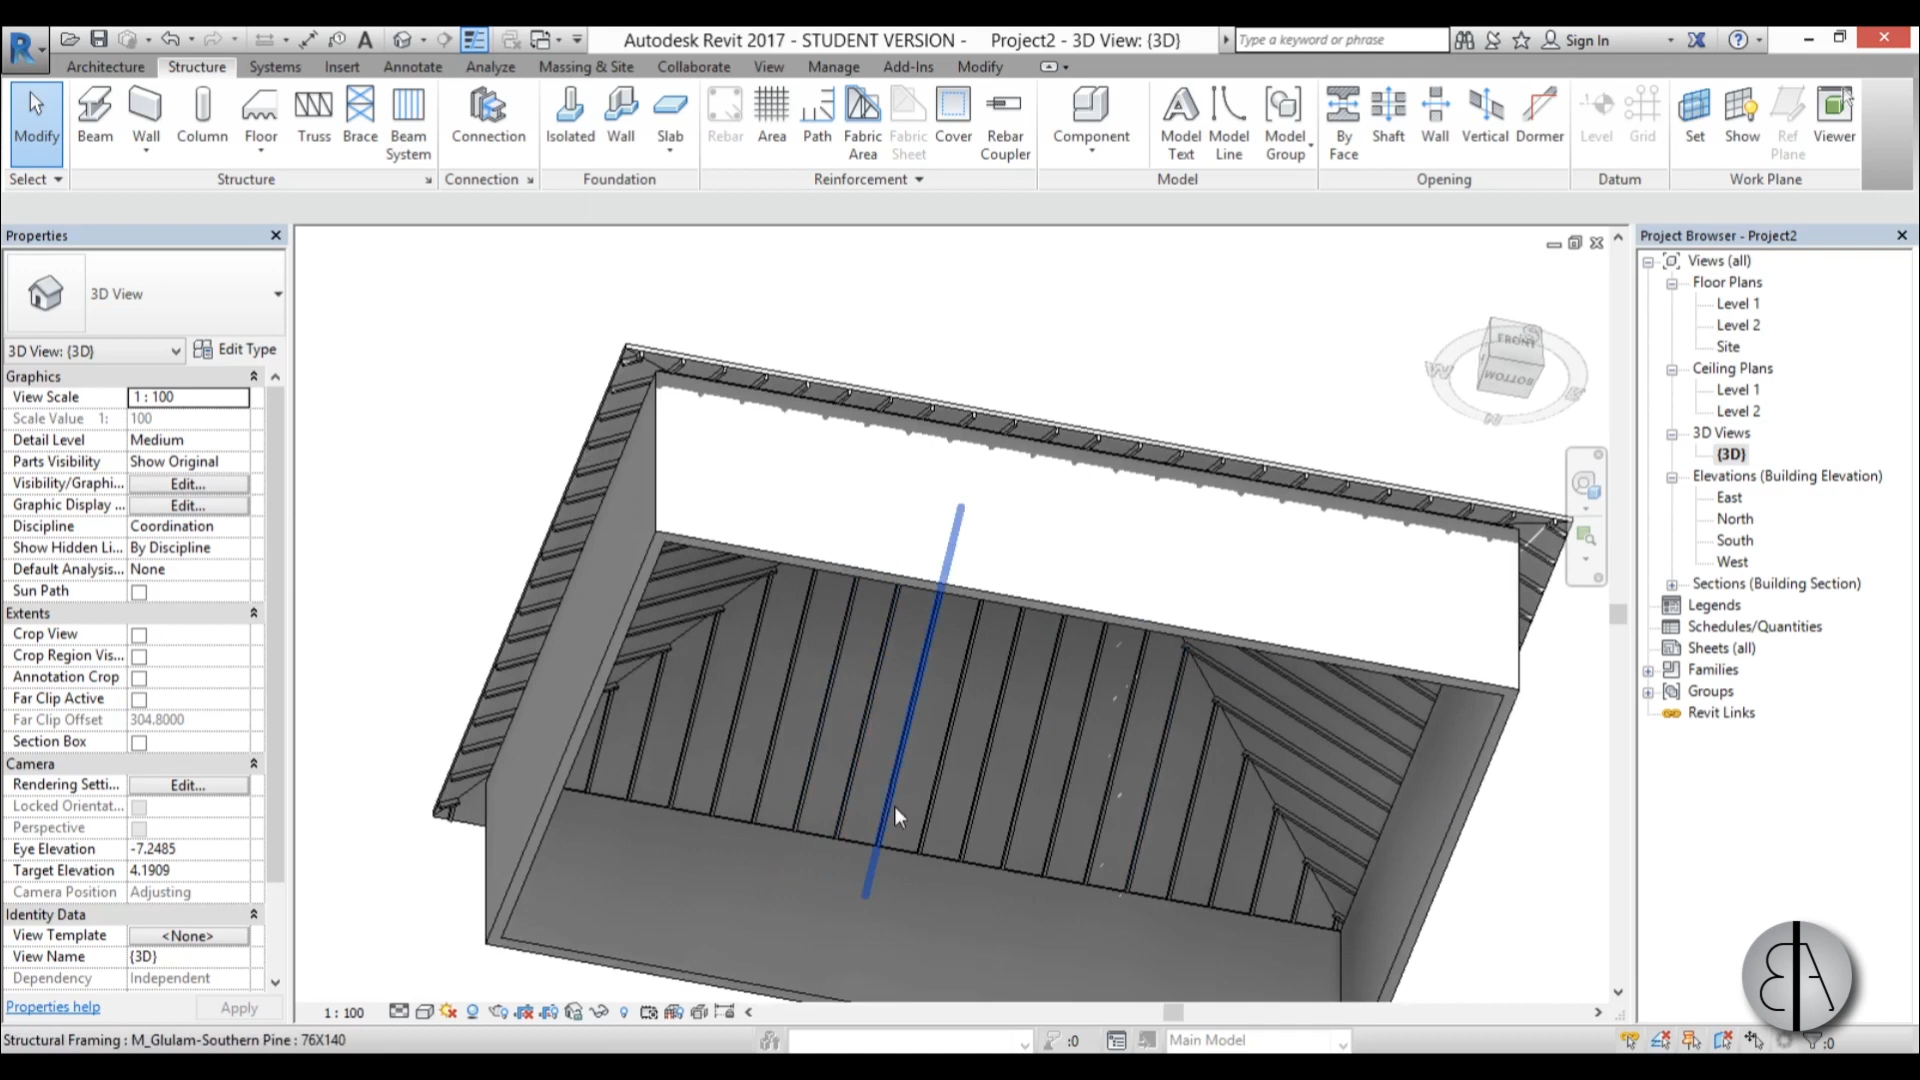 Autodesk Revit 2017 - STUDENT VERSION - Project2 - 3D View: {3D}
Type a keyword or phrase
Sign In
Architecture Structure Systems Insert Annotate Analyze Massing & Site Collaborate View Manage Add-Ins Modify
Modify Beam Wall Column Floor Truss Brace Beam System Connection Isolated Wall Slab Rebar Area Path Fabric Area Fabric Sheet Cover Rebar Coupler Component Model Text Model Line Model Group By Face Shaft Wall Vertical Dormer Level Grid Set Show Ref Plane Viewer
Select Structure Connection Foundation Reinforcement Model Opening Datum Work Plane
Properties
3D View
3D View: {3D} Edit Type
Graphics
View Scale 1 : 100
Scale Value 1: 100
Detail Level Medium
Parts Visibility Show Original
Visibility/Graphi... Edit...
Graphic Display ... Edit...
Discipline Coordination
Show Hidden Li... By Discipline
Default Analysis... None
Sun Path
Extents
Crop View
Crop Region Vis...
Annotation Crop
Far Clip Active
Far Clip Offset 304.8000
Section Box
Camera
Rendering Setti... Edit...
Locked Orientat...
Perspective
Eye Elevation -7.2485
Target Elevation 4.1909
Camera Position Adjusting
Identity Data
View Template <None>
View Name {3D}
Dependency Independent
Properties help Apply
FRONT
BOTTOM
W
S
1 : 100
Project Browser - Project2
Views (all)
Floor Plans
Level 1
Level 2
Site
Ceiling Plans
Level 1
Level 2
3D Views
{3D}
Elevations (Building Elevation)
East
North
South
West
Sections (Building Section)
Legends
Schedules/Quantities
Sheets (all)
Families
Groups
Revit Links
Structural Framing : M_Glulam-Southern Pine : 76X140
:0
Main Model
:0
BA